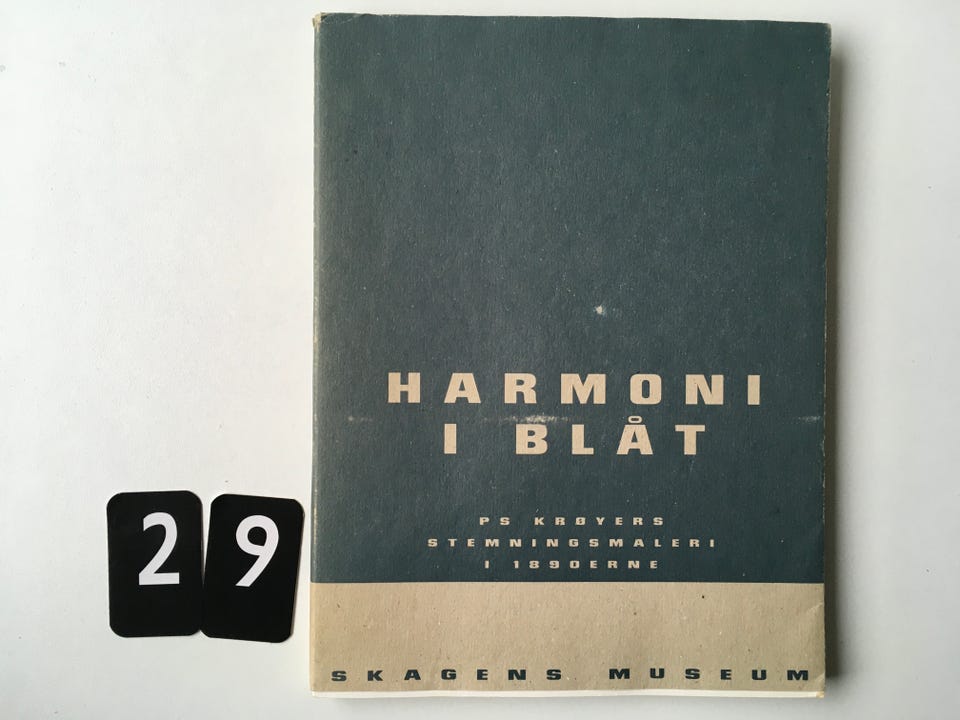 HARMONI
I BLÅT
PS KRØYERS
STEMNINGSMALERI
I 1890ERNE
SKAGENS MUSEUM
29